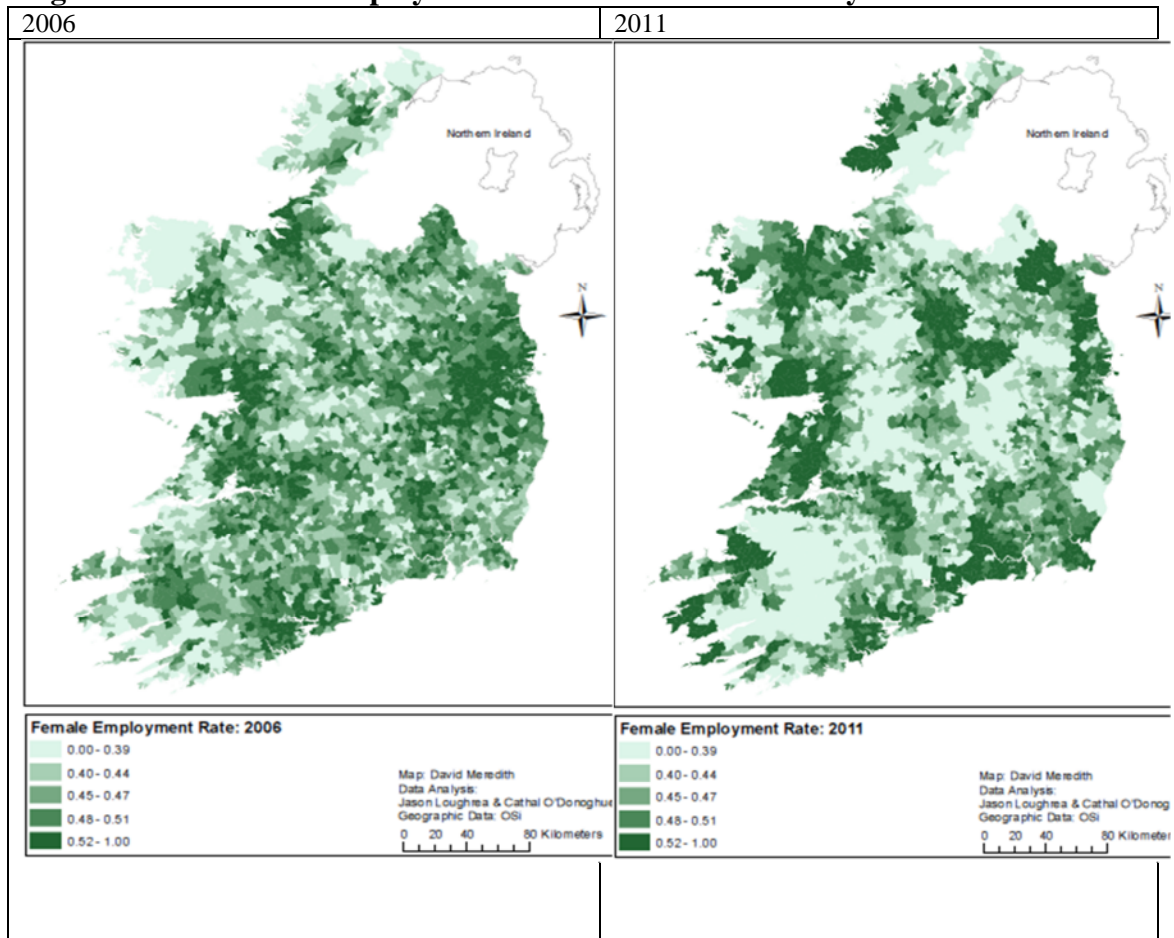 2006
2011
Northern Ireland
N
Northern Ireland
N
Female Employment Rate: 2006
0.00 - 0.39
0.40 - 0.44
0.45 - 0.47
0.48 - 0.51
0.52 - 1.00
Map: David Meredith
Data Analysis:
Jason Loughrea & Cathal O'Donoghue
Geographic Data: OSi
0 20 40 80 Kilometers
Female Employment Rate: 2011
0.00 - 0.39
0.40 - 0.44
0.45 - 0.47
0.48 - 0.51
0.52 - 1.00
Map: David Meredith
Data Analysis:
Jason Loughrea & Cathal O'Donog
Geographic Data: OSi
0 20 40 80 Kilometer